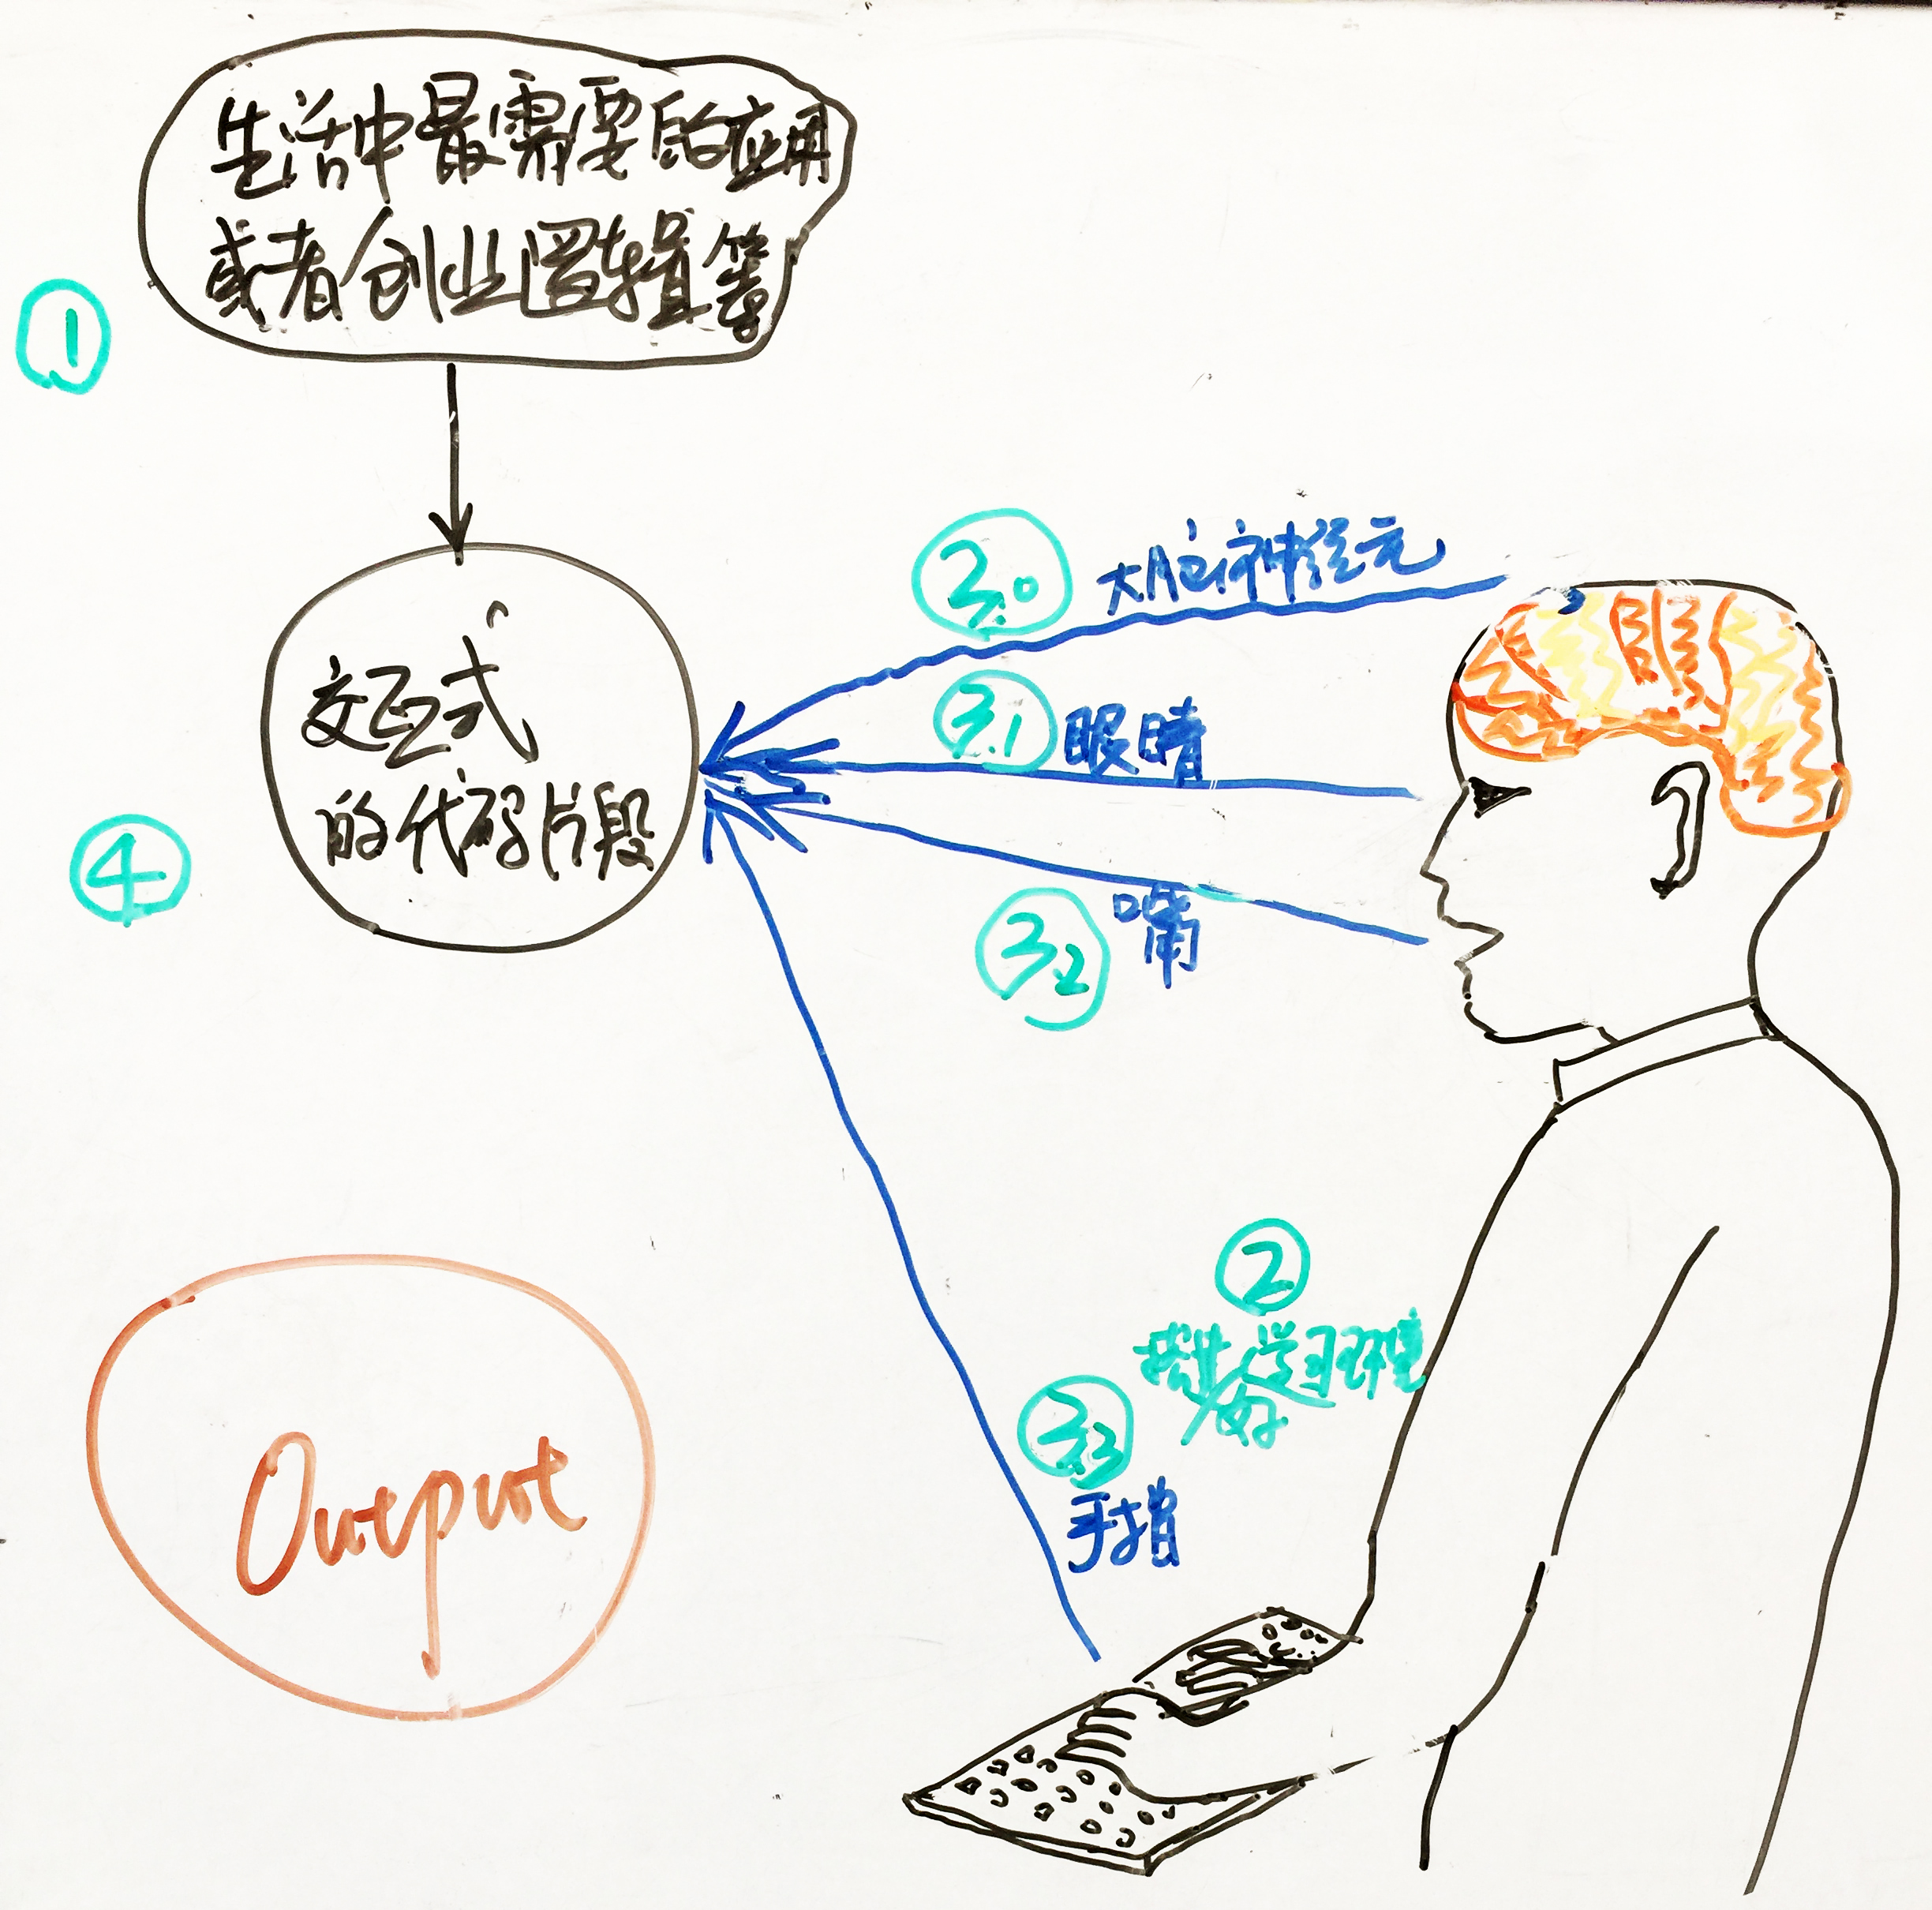 生活中最需要的应用
或者创业逻辑等
①
3.0
大脑神经元
3.1
眼睛
交互式
的代码片段
④
3.2
嘴
②
搭建学习环境
3.3
手指
Output